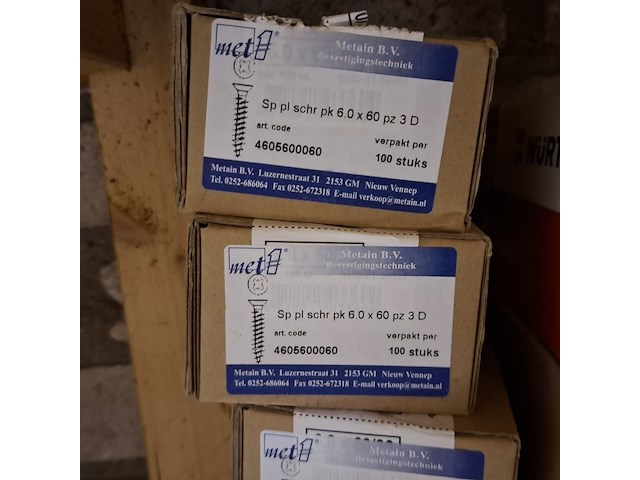 met®
Metain B.V.
Bevestigingstechniek
Sp pl schr pk 6.0 x 60 pz 3 D
art. code
verpakt per
4605600060
100 stuks
Metain B.V. Luzernestraat 31 2153 GM Nieuw Vennep
Tel. 0252-686064 Fax 0252-672318 E-mail verkoop@metain.nl
WÜRT
met®
Metain B.V.
Bevestigingstechniek
Sp pl schr pk 6.0 x 60 pz 3 D
art. code
verpakt per
4605600060
100 stuks
Metain B.V. Luzernestraat 31 2153 GM Nieuw Vennep
Tel. 0252-686064 Fax 0252-672318 E-mail verkoop@metain.nl
met®
Metain B.V.
Bevestigingstechniek